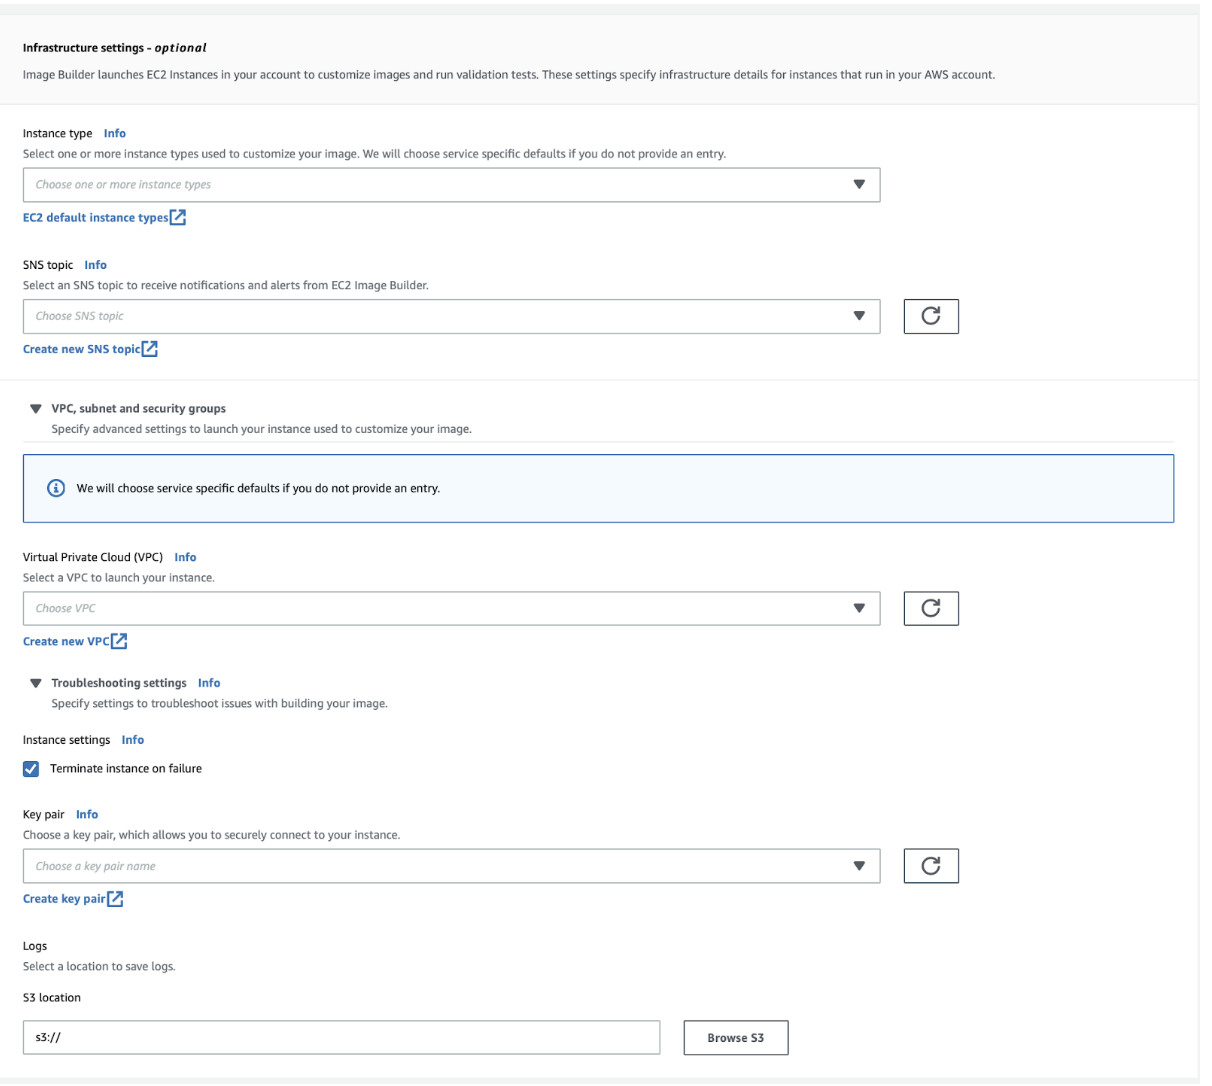 Infrastructure settings - optional
Image Builder launches EC2 Instances in your account to customize images and run validation tests. These settings specify infrastructure details for instances that run in your AWS account.
Instance type Info
Select one or more instance types used to customize your image. We will choose service specific defaults if you do not provide an entry.
Choose one or more instance types
EC2 default instance types
SNS topic Info
Select an SNS topic to receive notifications and alerts from EC2 Image Builder.
Choose SNS topic
Create new SNS topic
VPC, subnet and security groups
Specify advanced settings to launch your instance used to customize your image.
We will choose service specific defaults if you do not provide an entry.
Virtual Private Cloud (VPC) Info
Select a VPC to launch your instance.
Choose VPC
Create new VPC
Troubleshooting settings Info
Specify settings to troubleshoot issues with building your image.
Instance settings Info
Terminate instance on failure
Key pair Info
Choose a key pair, which allows you to securely connect to your instance.
Choose a key pair name
Create key pair
Logs
Select a location to save logs.
S3 location
s3://
Browse S3